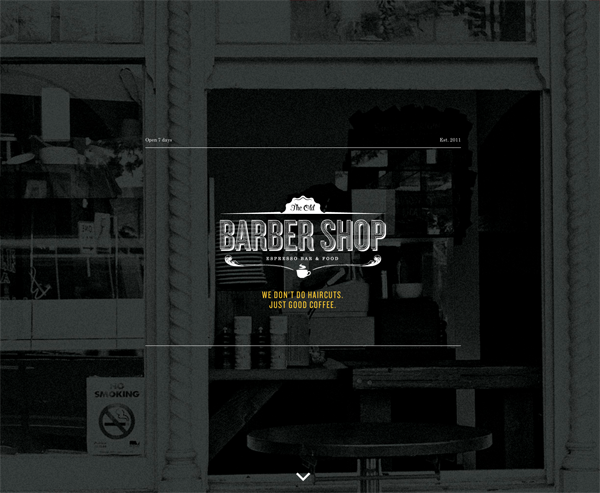 Open 7 days
Est. 2011
The Old
BARBER SHOP
ESPRESSO BAR & FOOD
WE DON'T DO HAIRCUTS.
JUST GOOD COFFEE.
NO
SMOKING